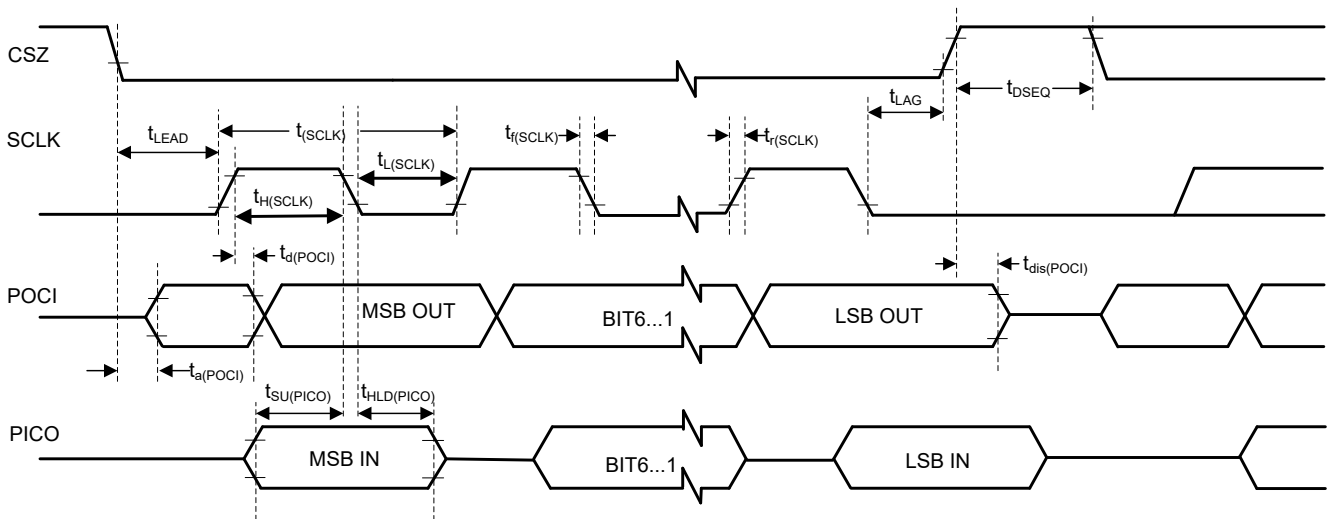 CSZ
tLAG
tDSEQ
SCLK
tLEAD
t(SCLK)
tf(SCLK)
tr(SCLK)
tL(SCLK)
tH(SCLK)
td(POCI)
tdis(POCI)
POCI
MSB OUT
BIT6...1
LSB OUT
ta(POCI)
tSU(PICO)
tHLD(PICO)
PICO
MSB IN
BIT6...1
LSB IN